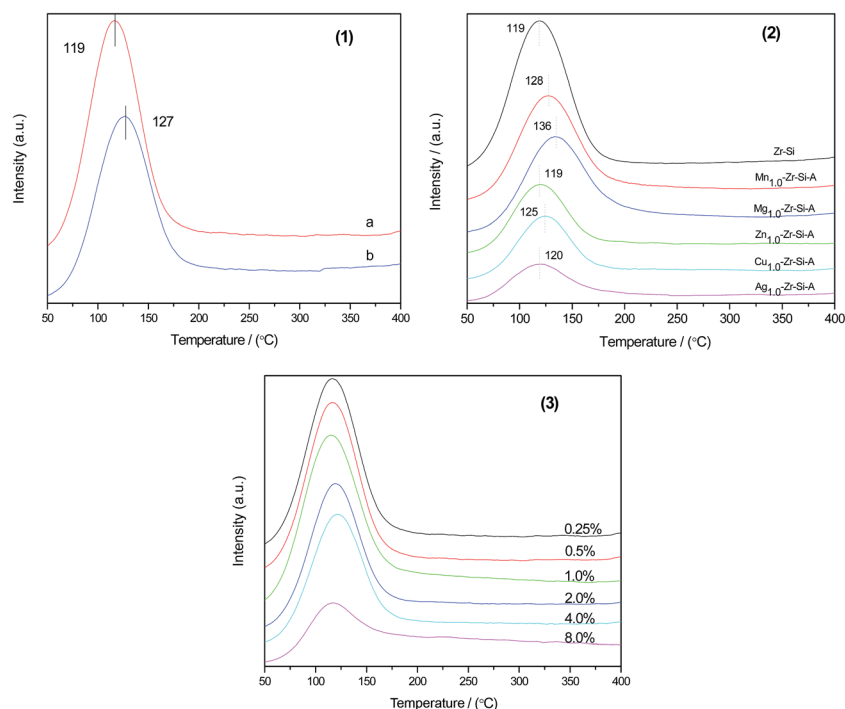 (1)
119
127
a
b
Intensity (a.u.)
50 100 150 200 250 300 350 400
Temperature / (°C)
(2)
119
128
136
119
125
120
Zr-Si
Mn1.0-Zr-Si-A
Mg1.0-Zr-Si-A
Zn1.0-Zr-Si-A
Cu1.0-Zr-Si-A
Ag1.0-Zr-Si-A
Intensity / (a.u.)
50 100 150 200 250 300 350 400
Temperature / (°C)
(3)
0.25%
0.5%
1.0%
2.0%
4.0%
8.0%
Intensity (a.u.)
50 100 150 200 250 300 350 400
Temperature / (°C)